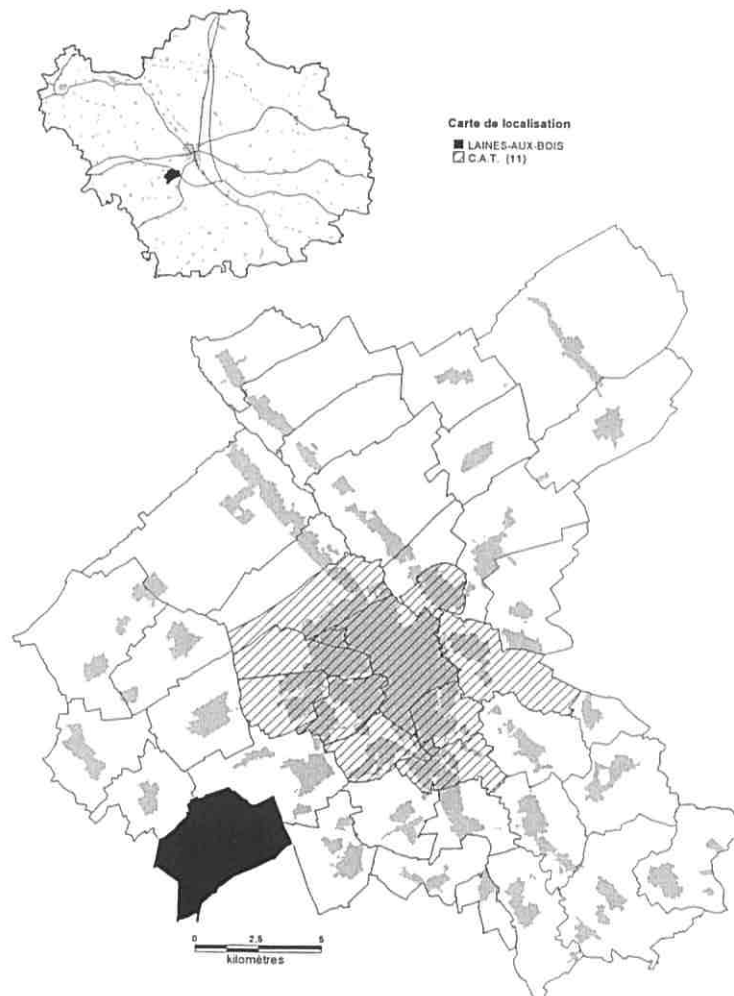 Carte de localisation
LAINES-AUX-BOIS
C.A.T. (11)
0 2,5 5
kilomètres